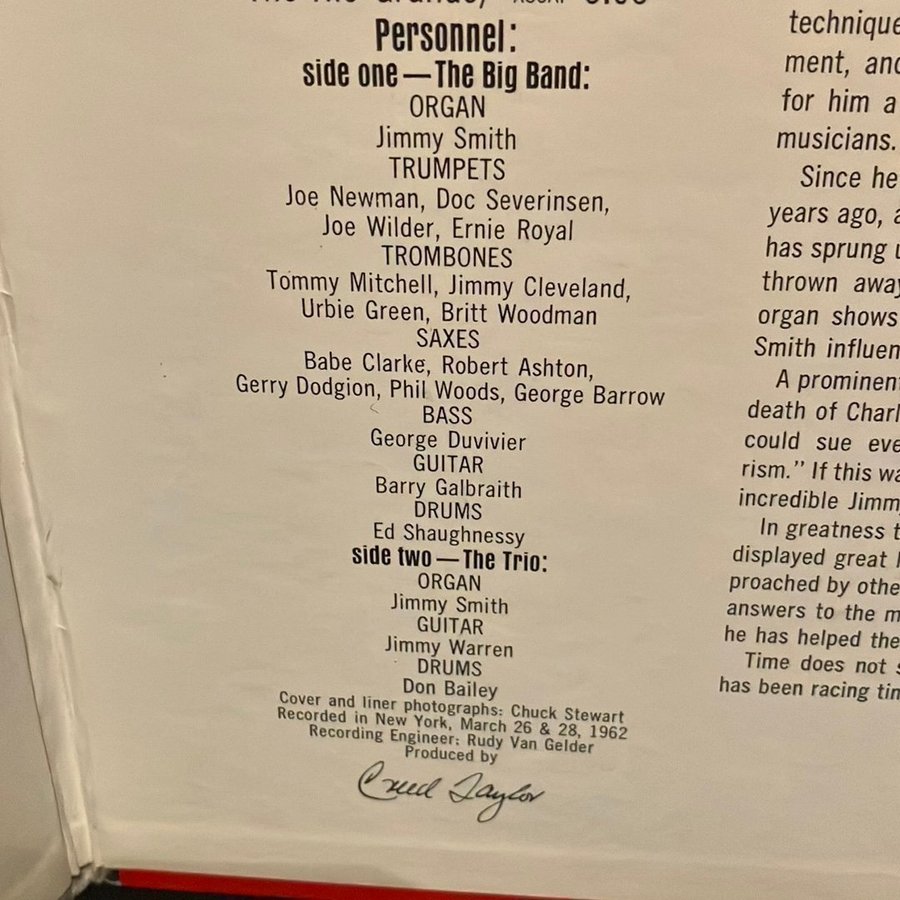 Personnel:
side one — The Big Band:
ORGAN
Jimmy Smith
TRUMPETS
Joe Newman, Doc Severinsen,
Joe Wilder, Ernie Royal
TROMBONES
Tommy Mitchell, Jimmy Cleveland,
Urbie Green, Britt Woodman
SAXES
Babe Clarke, Robert Ashton,
Gerry Dodgion, Phil Woods, George Barrow
BASS
George Duvivier
GUITAR
Barry Galbraith
DRUMS
Ed Shaughnessy
side two — The Trio:
ORGAN
Jimmy Smith
GUITAR
Jimmy Warren
DRUMS
Don Bailey
Cover and liner photographs: Chuck Stewart
Recorded in New York, March 26 & 28, 1962
Recording Engineer: Rudy Van Gelder
Produced by
Creed Taylor
technique
ment, and
for him a
musicians.
Since he
years ago, a
has sprung
thrown away
organ shows
Smith influen
A prominent
death of Charl
could sue eve
rism." If this wa
incredible Jimmy
In greatness t
displayed great
proached by othe
answers to the m
he has helped the
Time does not s
has been racing tim